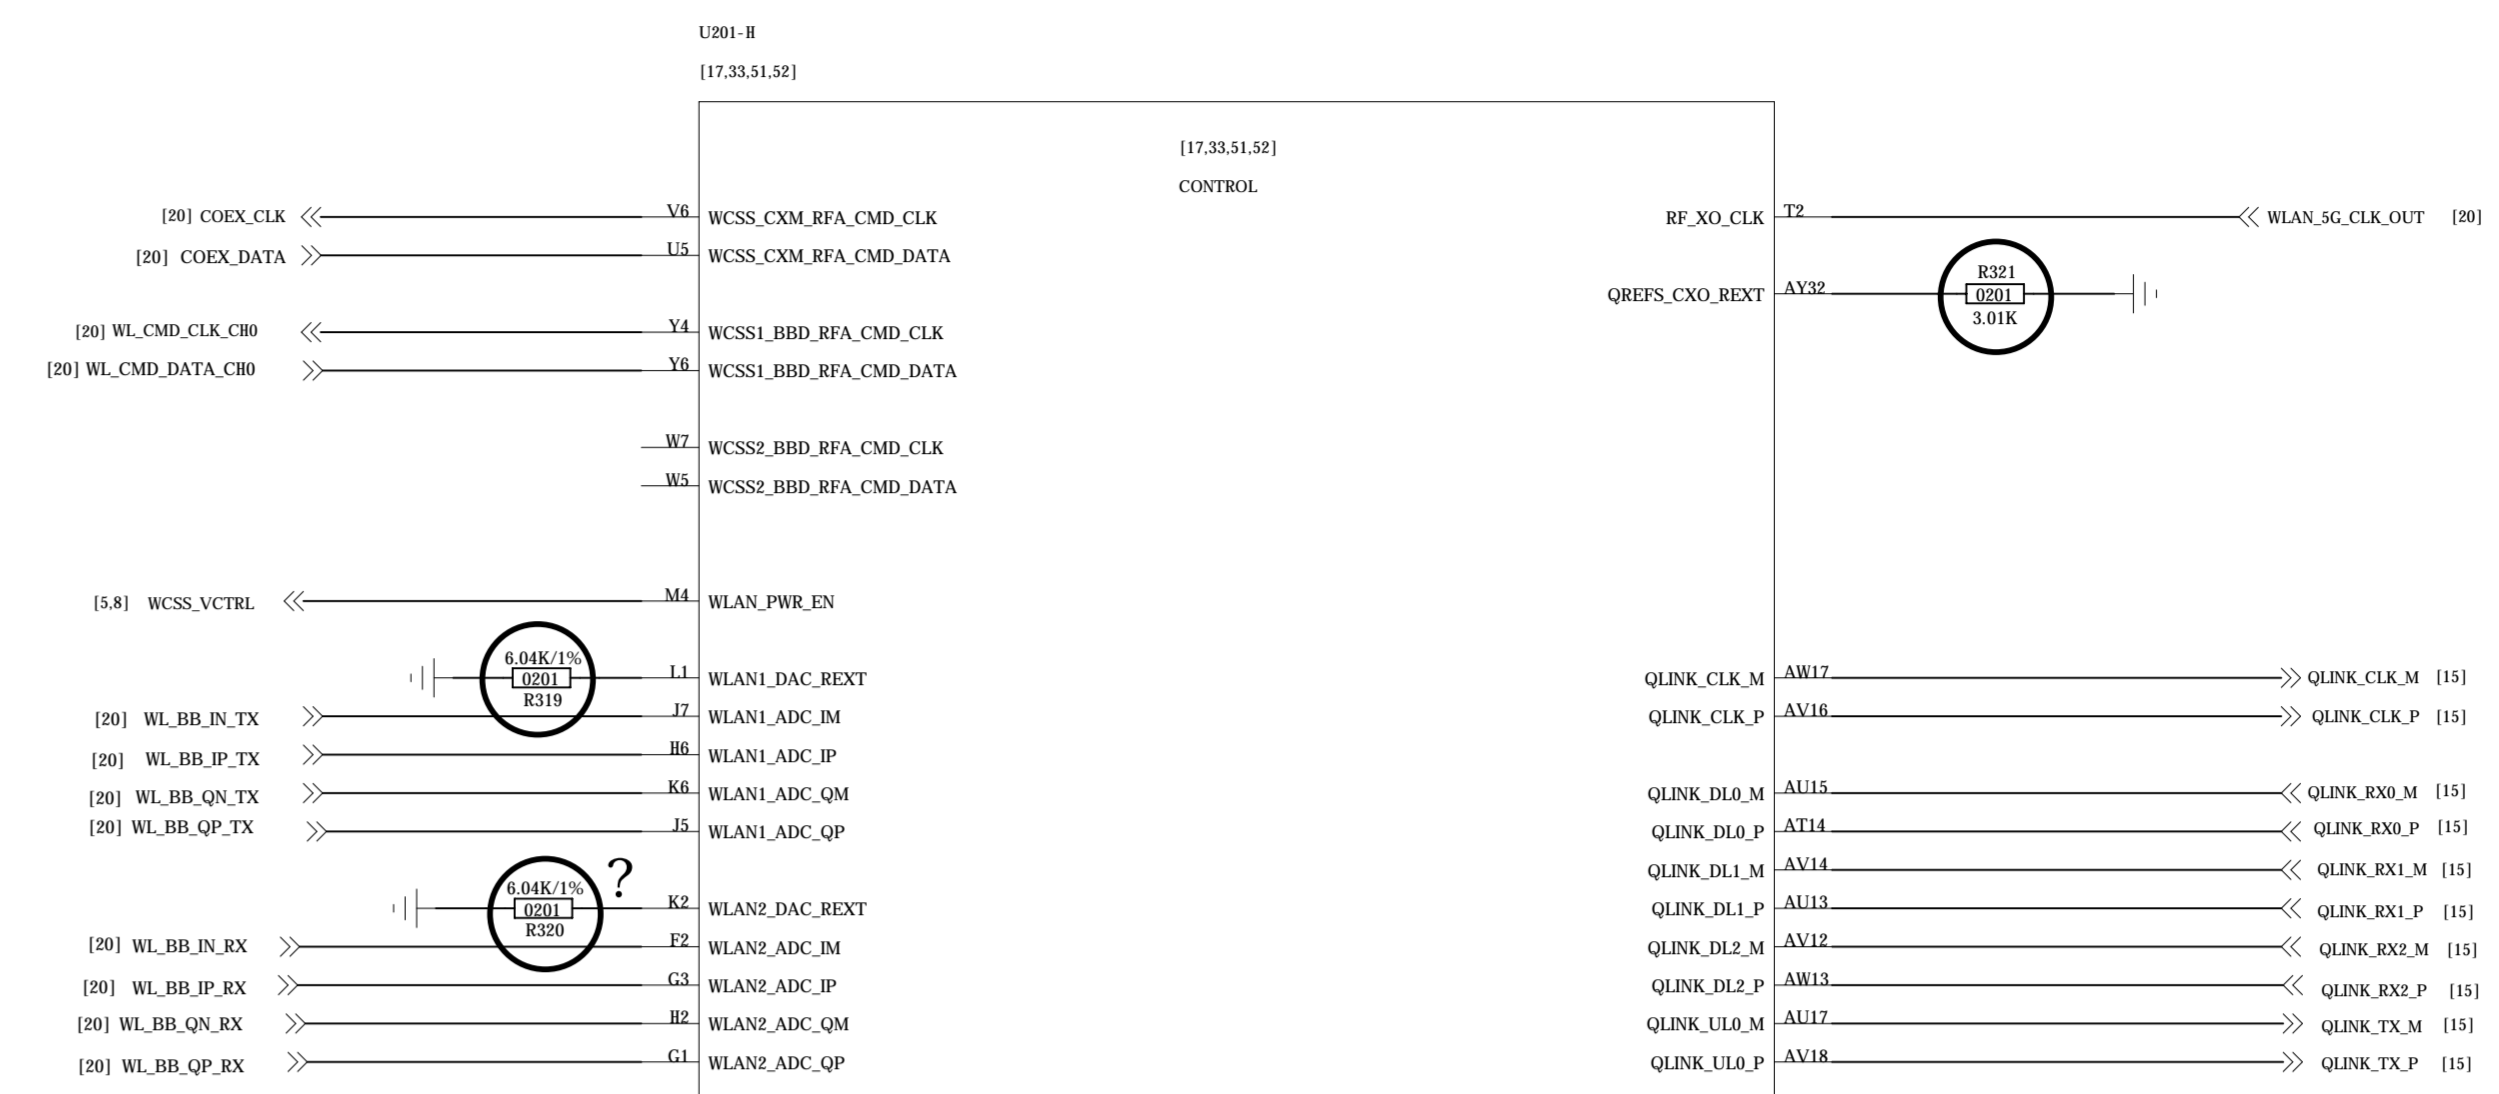 U201-H
[17,33,51,52]
[17,33,51,52]
CONTROL
[20] COEX_CLK V6 WCSS_CXM_RFA_CMD_CLK RF_XO_CLK T2 WLAN_5G_CLK_OUT [20]
[20] COEX_DATA U5 WCSS_CXM_RFA_CMD_DATA
R321
QREFS_CXO_REXT AY32 0201
3.01K
[20] WL_CMD_CLK_CH0 Y4 WCSS1_BBD_RFA_CMD_CLK
[20] WL_CMD_DATA_CH0 Y6 WCSS1_BBD_RFA_CMD_DATA
W7 WCSS2_BBD_RFA_CMD_CLK
W5 WCSS2_BBD_RFA_CMD_DATA
[5,8] WCSS_VCTRL M4 WLAN_PWR_EN
6.04K/1%
0201 L1 WLAN1_DAC_REXT QLINK_CLK_M AW17 QLINK_CLK_M [15]
R319
[20] WL_BB_IN_TX J7 WLAN1_ADC_IM QLINK_CLK_P AV16 QLINK_CLK_P [15]
[20] WL_BB_IP_TX H6 WLAN1_ADC_IP
[20] WL_BB_QN_TX K6 WLAN1_ADC_QM QLINK_DL0_M AU15 QLINK_RX0_M [15]
[20] WL_BB_QP_TX J5 WLAN1_ADC_QP QLINK_DL0_P AT14 QLINK_RX0_P [15]
QLINK_DL1_M AV14 QLINK_RX1_M [15]
6.04K/1% ?
0201 K2 WLAN2_DAC_REXT QLINK_DL1_P AU13 QLINK_RX1_P [15]
R320
[20] WL_BB_IN_RX F2 WLAN2_ADC_IM QLINK_DL2_M AV12 QLINK_RX2_M [15]
[20] WL_BB_IP_RX G3 WLAN2_ADC_IP QLINK_DL2_P AW13 QLINK_RX2_P [15]
[20] WL_BB_QN_RX H2 WLAN2_ADC_QM QLINK_UL0_M AU17 QLINK_TX_M [15]
[20] WL_BB_QP_RX G1 WLAN2_ADC_QP QLINK_UL0_P AV18 QLINK_TX_P [15]